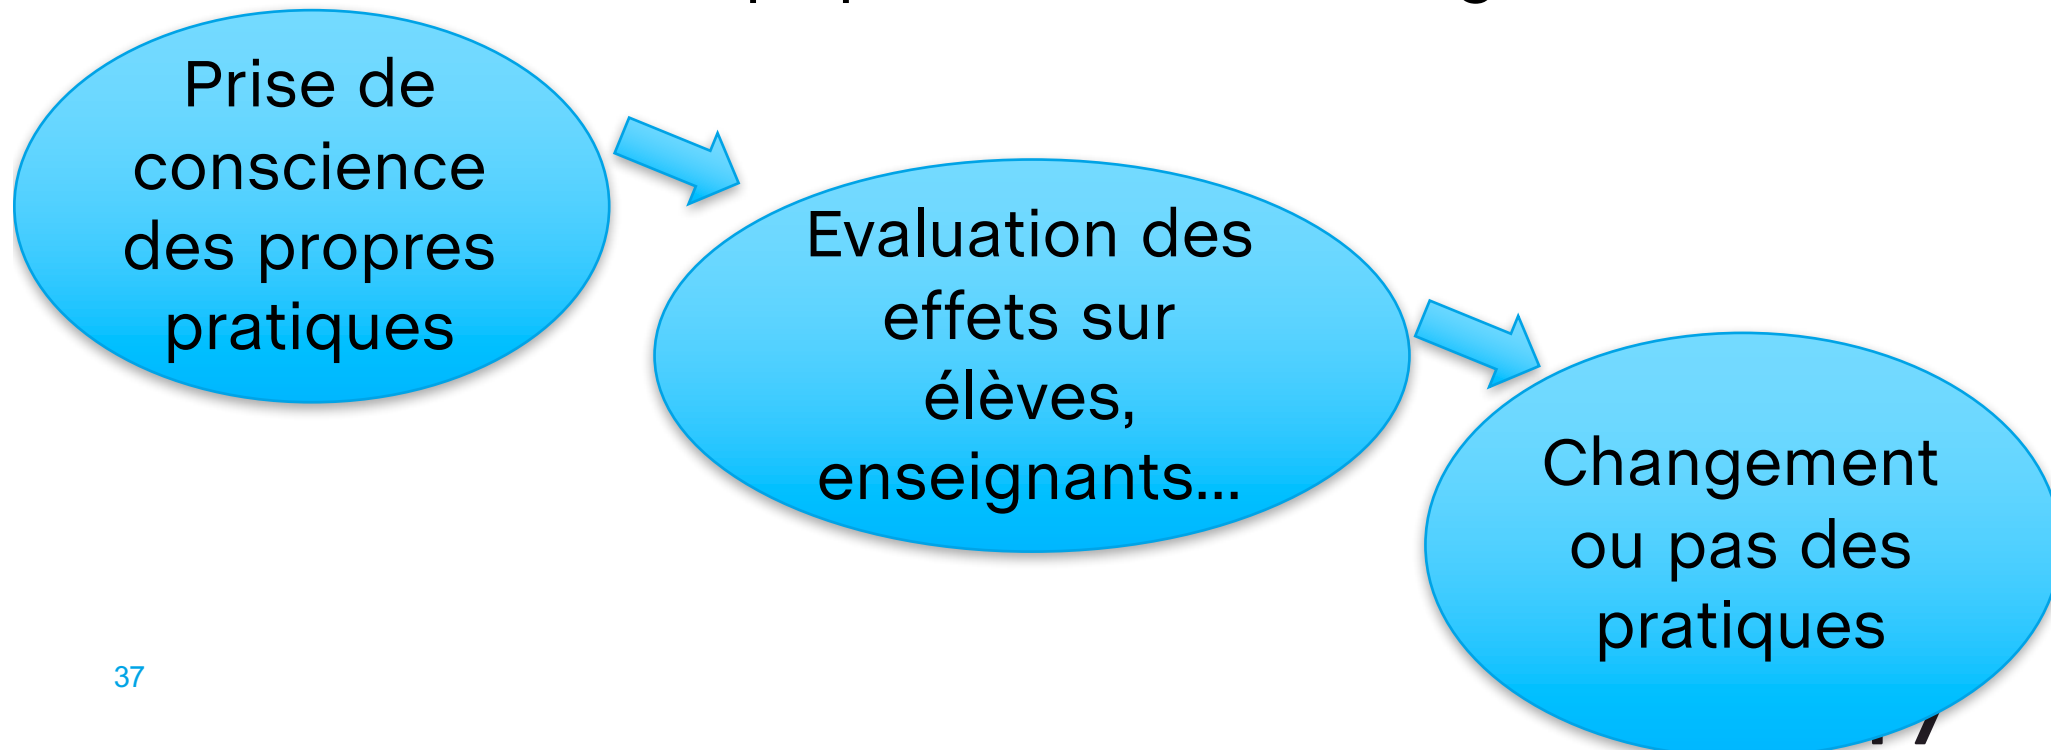 Prise de
conscience
des propres
pratiques
Evaluation des
effets sur
élèves,
enseignants...
Changement
ou pas des
pratiques
37